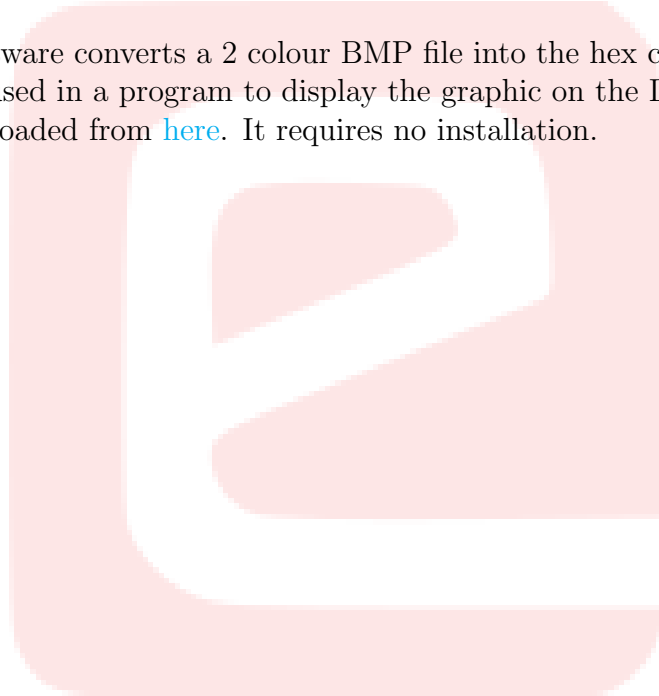 ware converts a 2 colour BMP file into the hex c
sed in a program to display the graphic on the
oaded from here. It requires no installation.